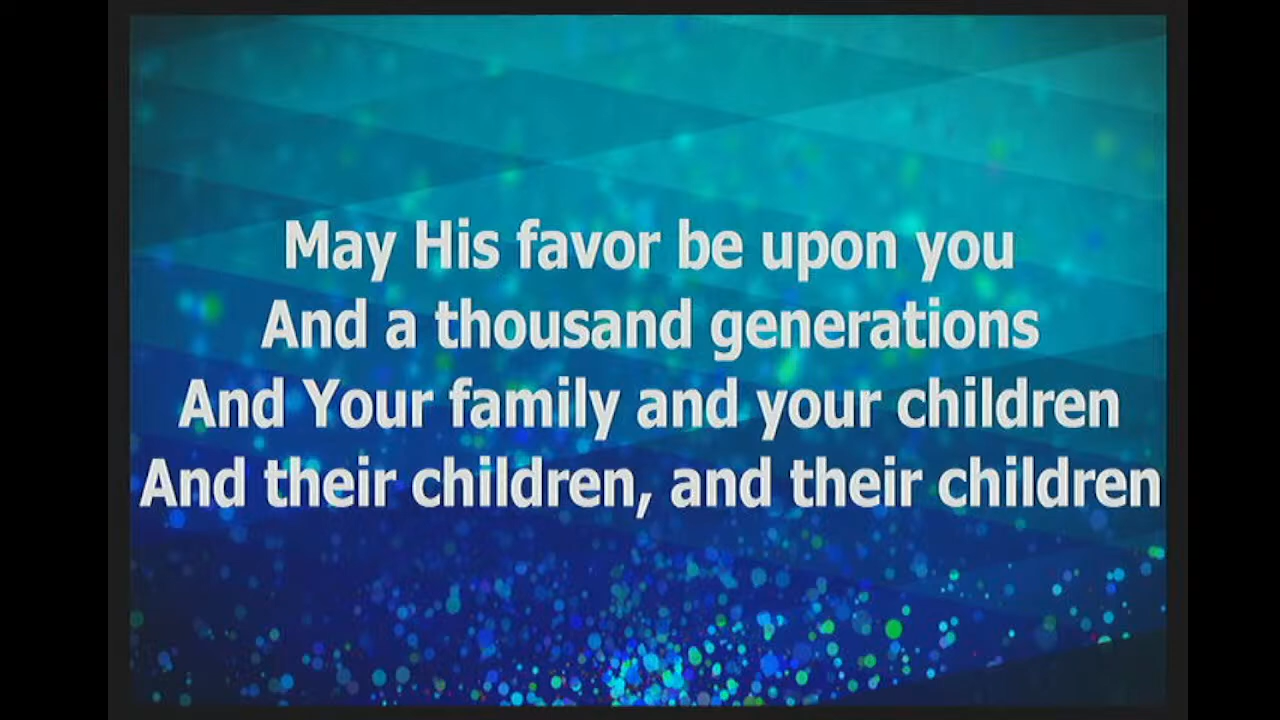 May His favor be upon you
And a thousand generations
And Your family and your children
And their children, and their children